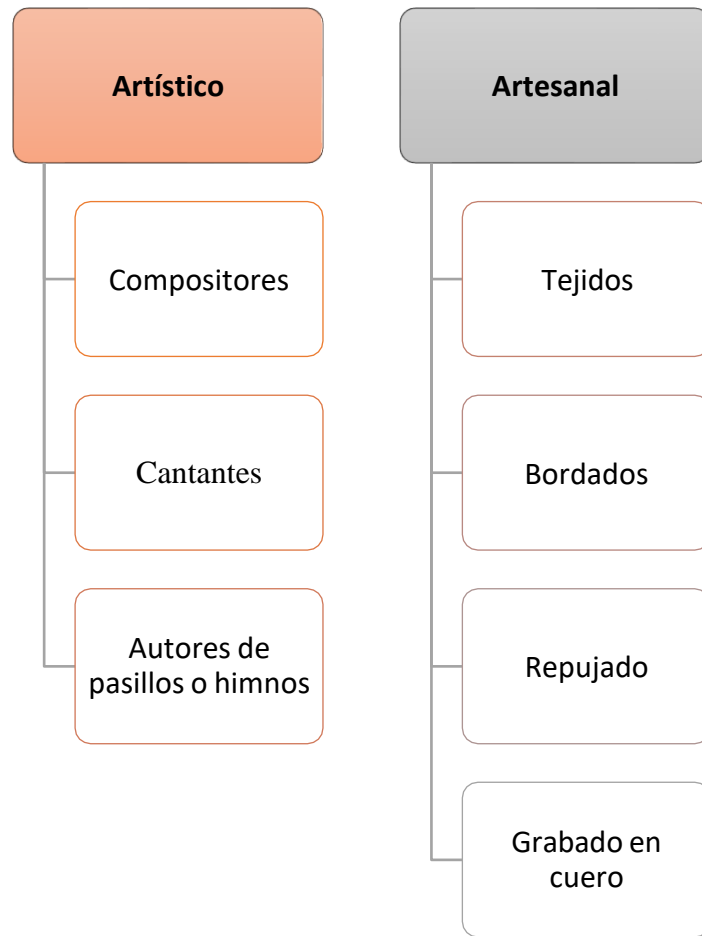 Artístico
Compositores
Cantantes
Autores de
pasillos o himnos
Artesanal
Tejidos
Bordados
Repujado
Grabado en
cuero